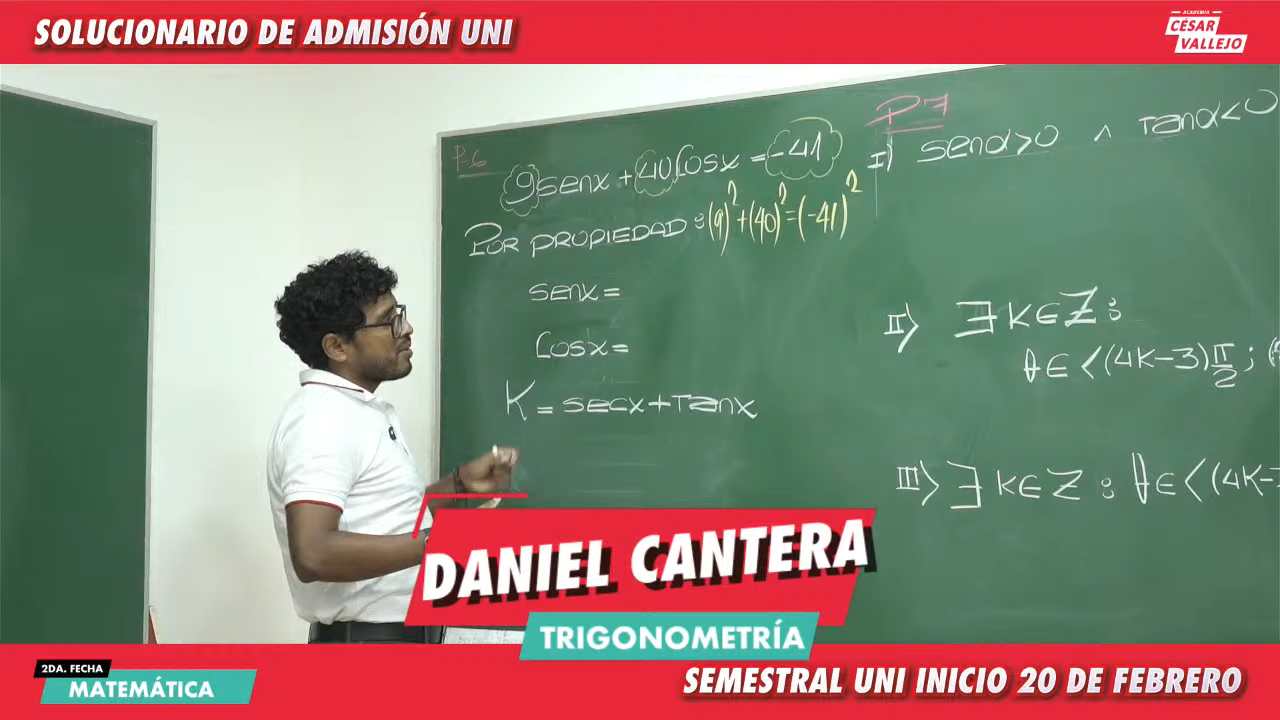 SOLUCIONARIO DE ADMISIÓN UNI
ACADEMIA
CÉSAR
VALLEJO
P.6
9senx + 40Cosx = -41
POR PROPIEDAD : (9)² + (40)² = (-41)²
senx =
Cosx =
K = secx + Tanx
P.7
I) senα > 0 ∧ Tanα < 0
II) ∃ K ∈ Z :
θ ∈ < (4K-3) π/2 ; (
III) ∃ K ∈ Z : θ ∈ < (4K-
DANIEL CANTERA
TRIGONOMETRÍA
2DA. FECHA
MATEMÁTICA
SEMESTRAL UNI INICIO 20 DE FEBRERO